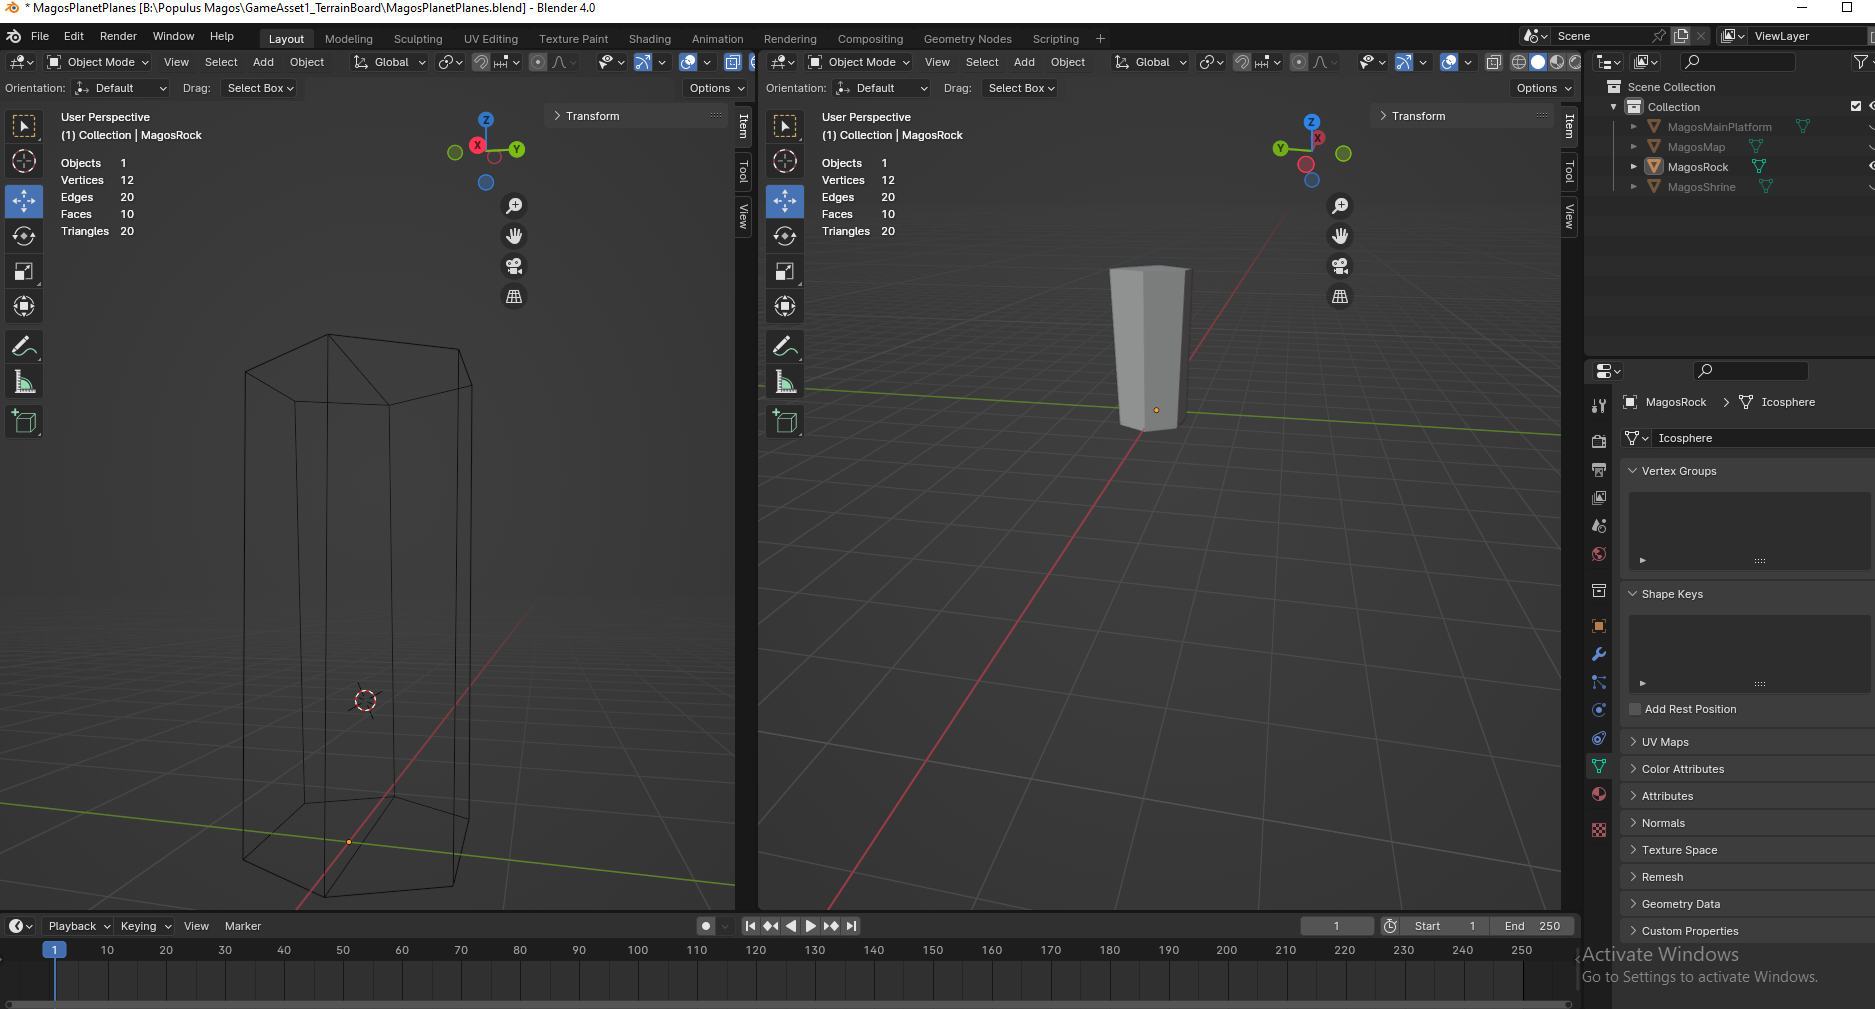 * MagosPlanetPlanes [B:\Populus Magos\GameAsset1_TerrainBoard\MagosPlanetPlanes.blend] - Blender 4.0
File Edit Render Window Help Layout Modeling Sculpting UV Editing Texture Paint Shading Animation Rendering Compositing Geometry Nodes Scripting + Scene ViewLayer
Object Mode View Select Add Object Global
Object Mode View Select Add Object Global
Orientation: Default Drag: Select Box Options
Orientation: Default Drag: Select Box Options
User Perspective
(1) Collection | MagosRock
Objects 1
Vertices 12
Edges 20
Faces 10
Triangles 20
Z
X
Y
Transform
Item
Tool
View
User Perspective
(1) Collection | MagosRock
Objects 1
Vertices 12
Edges 20
Faces 10
Triangles 20
Z
X
Y
Transform
Item
Tool
View
Scene Collection
Collection
MagosMainPlatform
MagosMap
MagosRock
MagosShrine
MagosRock > Icosphere
Icosphere
Vertex Groups
Shape Keys
Add Rest Position
UV Maps
Color Attributes
Attributes
Normals
Texture Space
Remesh
Geometry Data
Custom Properties
Playback Keying View Marker 1 Start 1 End 250
1 10 20 30 40 50 60 70 80 90 100 110 120 130 140 150 160 170 180 190 200 210 220 230 240 250
Activate Windows
Go to Settings to activate Windows.